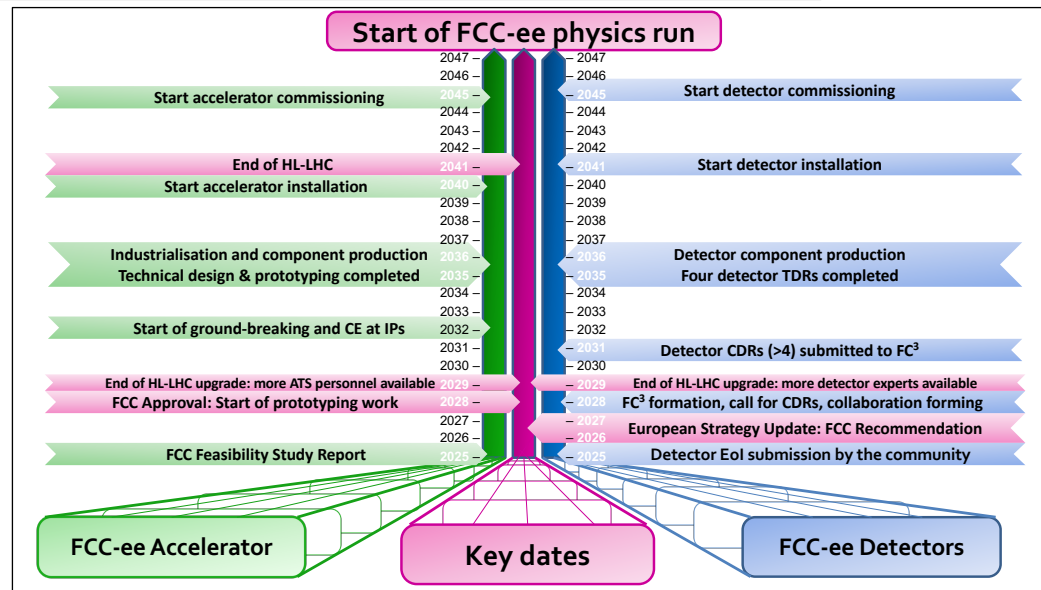 Start of FCC-ee physics run
2047 – – 2047
2046 – – 2046
Start detector commissioning
Start accelerator commissioning
2045 – – 2045
2044 – – 2044
2043 – – 2043
2042 – – 2042
End of HL-LHC 2041 – – 2041 Start detector installation
Start accelerator installation 2040 – – 2040
2039 – – 2039
2038 – – 2038
2037 – – 2037
Industrialisation and component production 2036 – – 2036 Detector component production
Technical design & prototyping completed 2035 – – 2035 Four detector TDRs completed
2034 – – 2034
2033 – – 2033
Start of ground-breaking and CE at IPs 2032 – – 2032
2031 – – 2031 Detector CDRs (>4) submitted to FC³
2030 – – 2030
End of HL-LHC upgrade: more ATS personnel available 2029 – – 2029 End of HL-LHC upgrade: more detector experts available
FCC Approval: Start of prototyping work 2028 – – 2028 FC³ formation, call for CDRs, collaboration forming
2027 – – 2027
European Strategy Update: FCC Recommendation
2026 – – 2026
FCC Feasibility Study Report 2025 – – 2025 Detector EoI submission by the community
FCC-ee Accelerator
Key dates
FCC-ee Detectors